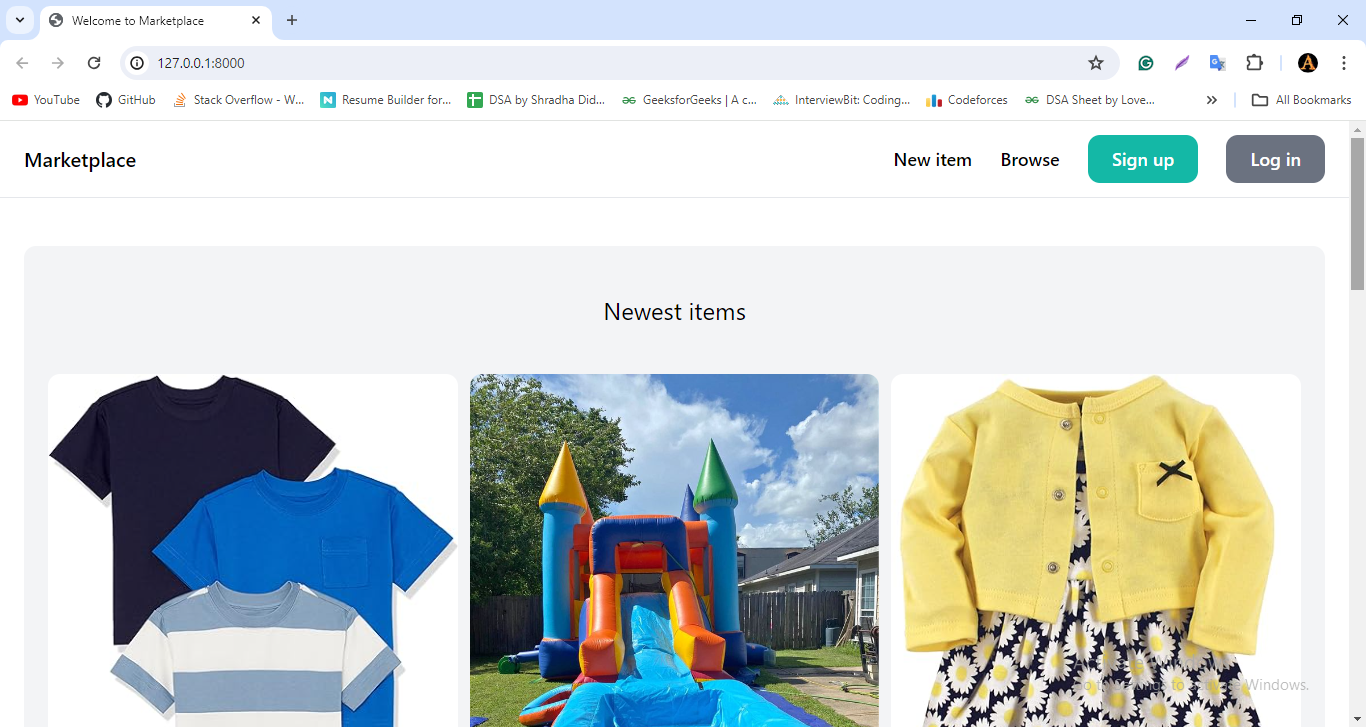 Welcome to Marketplace
127.0.0.1:8000
YouTube
GitHub
Stack Overflow - W...
Resume Builder for...
DSA by Shradha Did...
GeeksforGeeks | A c...
InterviewBit: Coding...
Codeforces
DSA Sheet by Love...
All Bookmarks
Marketplace
New item
Browse
Sign up
Log in
Newest items
Windows.